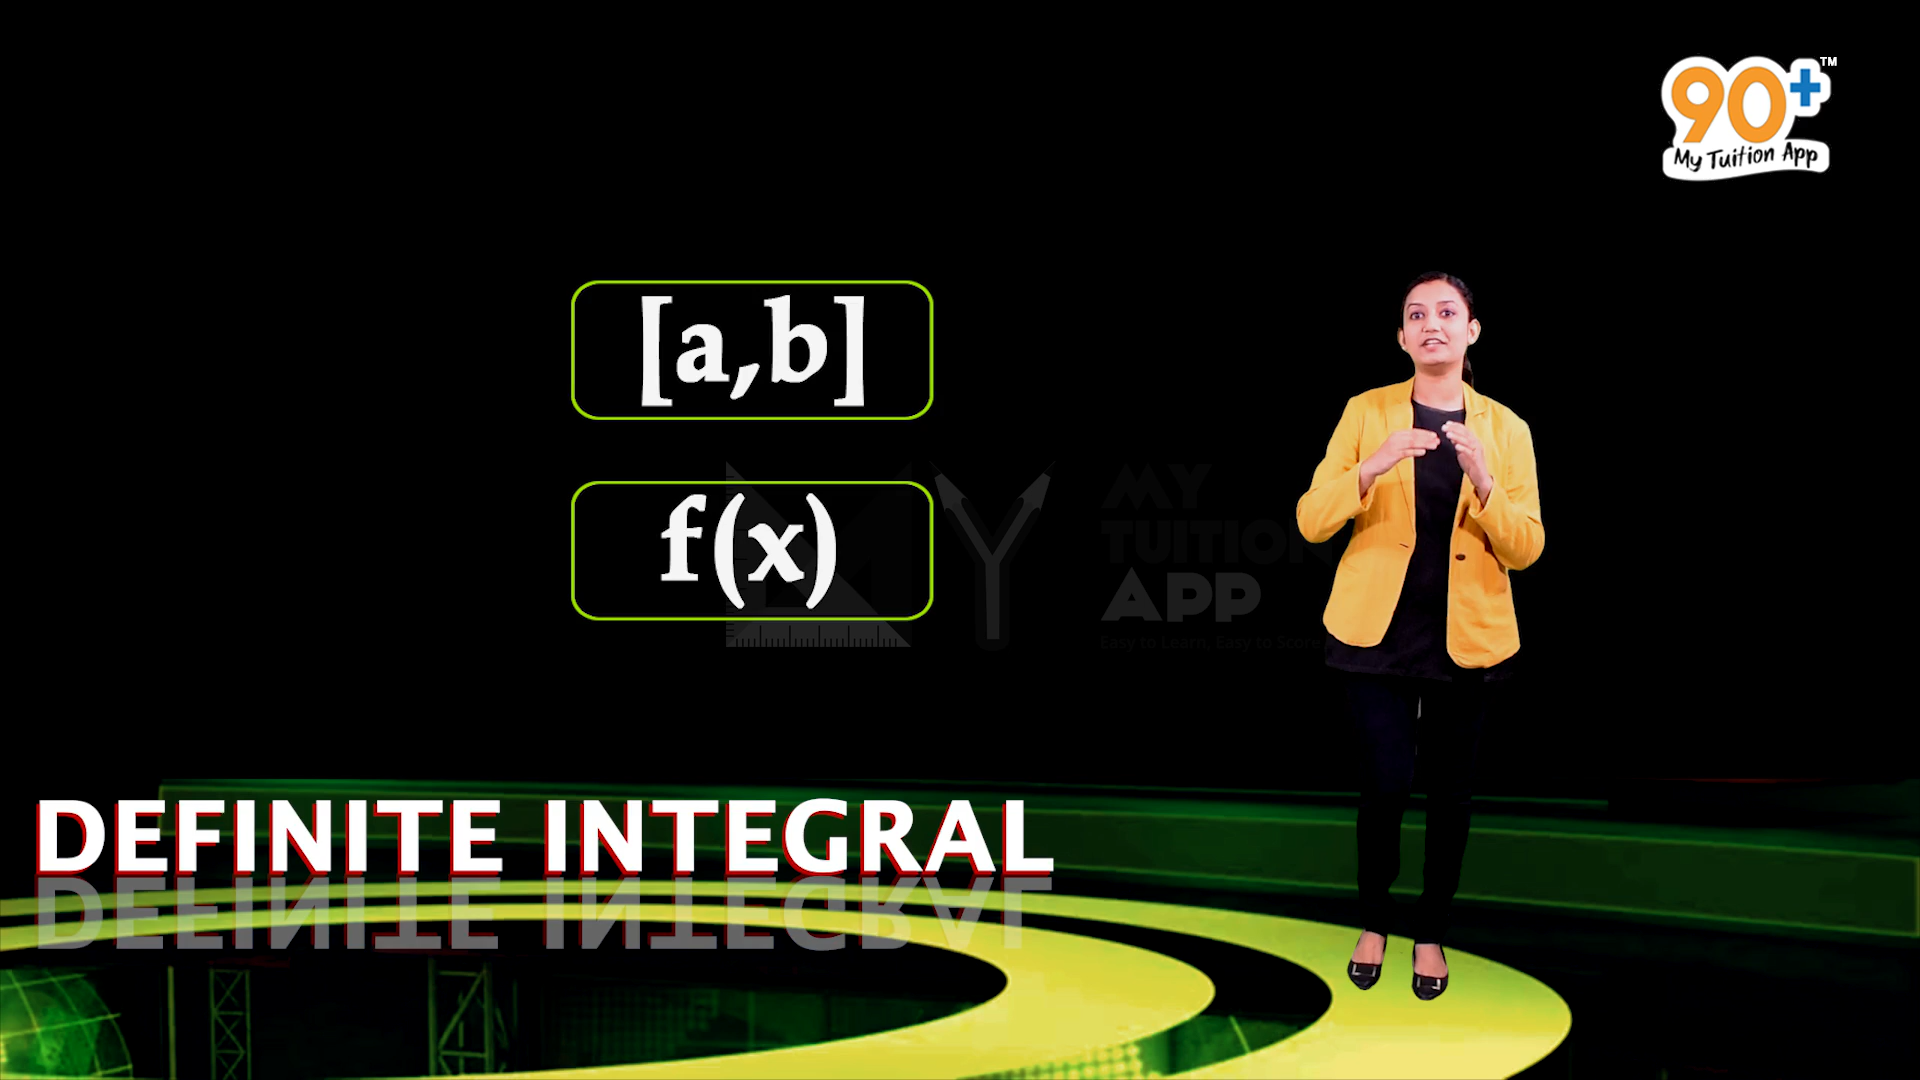 90+™
My Tuition App
[a,b]
f(x)
MY
TUITION
APP
Easy to Learn, Easy to Score
DEFINITE INTEGRAL